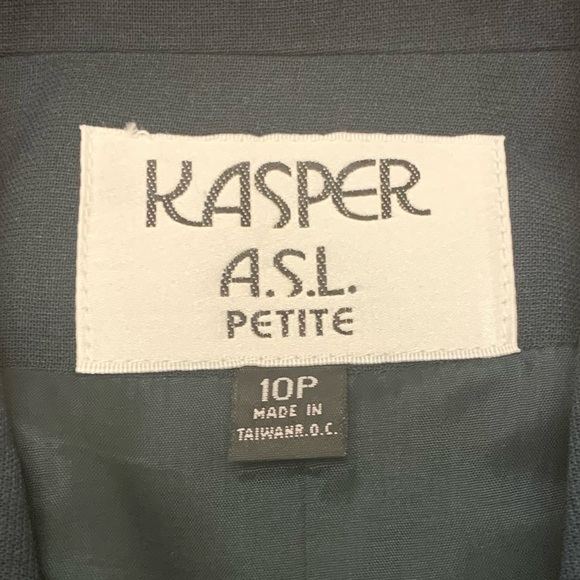 KASPER
A.S.L.
PETITE
10P
MADE IN
TAIWANR.O.C.